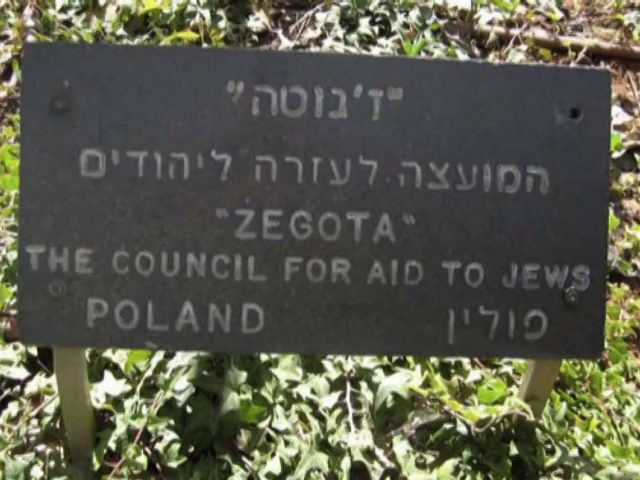 "ז'גוטה"
המועצה לעזרה ליהודים
"ZEGOTA"
THE COUNCIL FOR AID TO JEWS
POLAND פולין